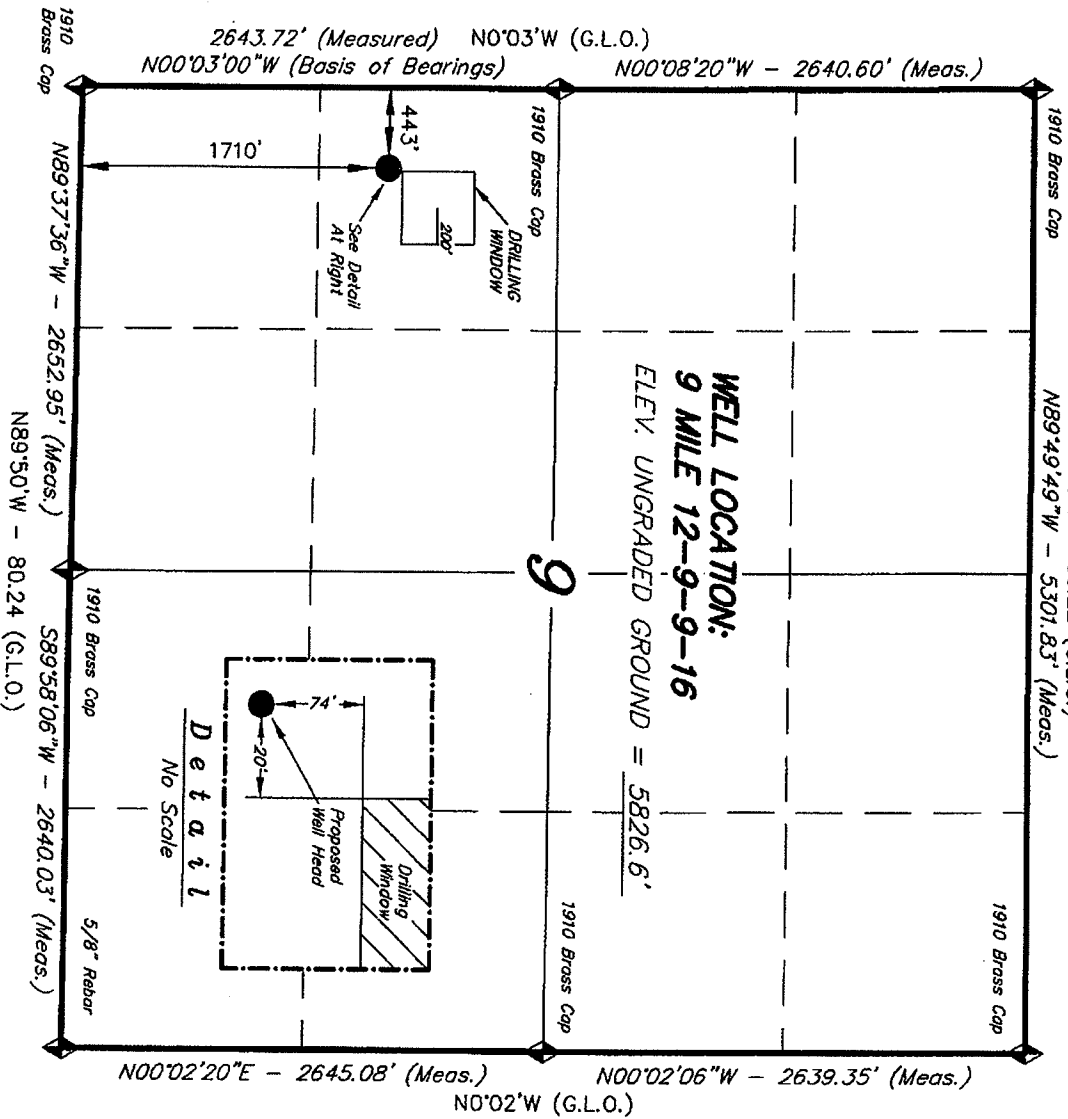 2643.72' (Measured) N0°03'W (G.L.O.)
N00°03'00"W (Basis of Bearings)
N00°08'20"W - 2640.60' (Meas.)
1910
Brass Cap
1910 Brass Cap
1910 Brass Cap
N89°49'49"W - 5301.83' (Meas.)
443'
1710'
DRILLING
WINDOW
200'
See Detail
At Right
WELL LOCATION:
9 MILE 12-9-9-16
ELEV. UNGRADED GROUND = 5826.6'
9
N89°37'36"W - 2652.95' (Meas.)
N89°50'W - 80.24 (G.L.O.)
1910 Brass Cap
S89°58'06"W - 2640.03' (Meas.)
74'
20'
Proposed
Well Head
Drilling
Window
Detail
No Scale
1910 Brass Cap
1910 Brass Cap
5/8" Rebar
N00°02'20"E - 2645.08' (Meas.)
N00°02'06"W - 2639.35' (Meas.)
N0°02'W (G.L.O.)